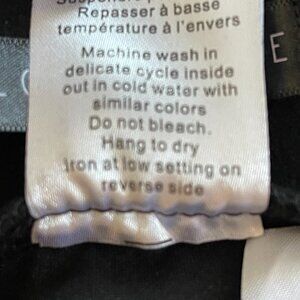 Repasser à basse
température à l'envers
Machine wash in
delicate cycle inside
out in cold water with
similar colors
Do not bleach.
Hang to dry
Iron at low setting on
reverse side
E